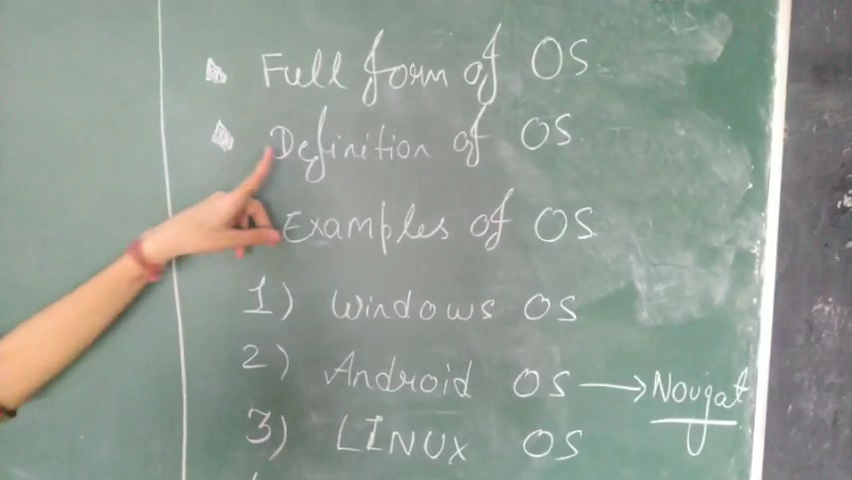 Full form of OS
Definition of OS
Examples of OS
1) Windows OS
2) Android OS → Nougat
3) LINUX OS